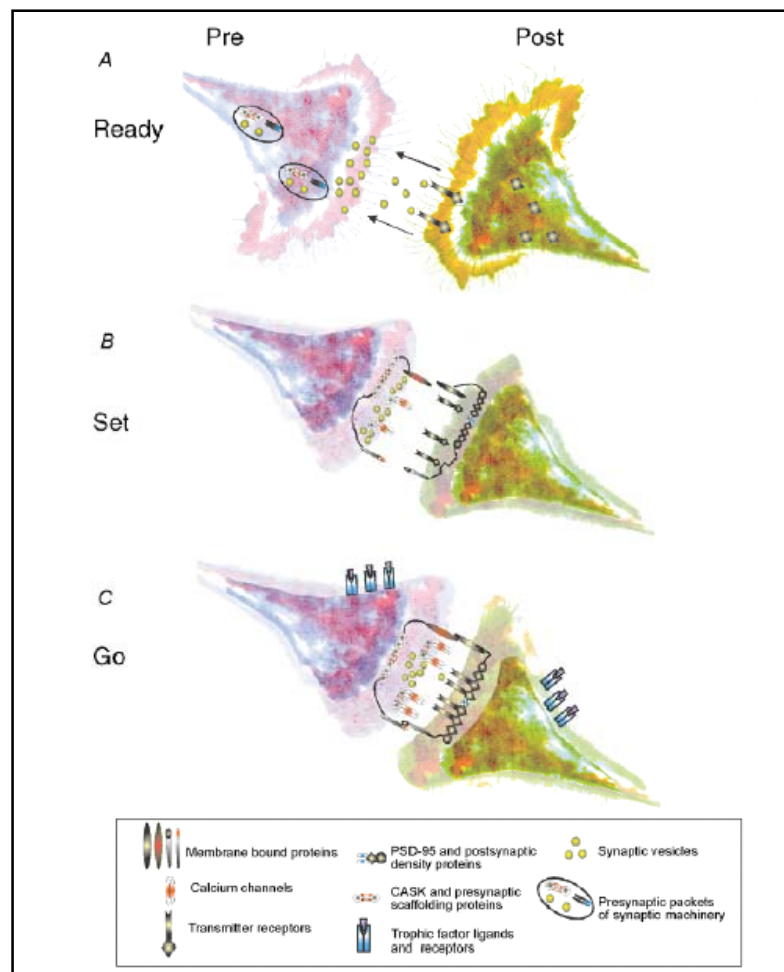 Pre Post
A
Ready
B
Set
C
Go
Membrane bound proteins
Calcium channels
Transmitter receptors
PSD-95 and postsynaptic
density proteins
CASK and presynaptic
scaffolding proteins
Trophic factor ligands
and receptors
Synaptic vesicles
Presynaptic packets
of synaptic machinery